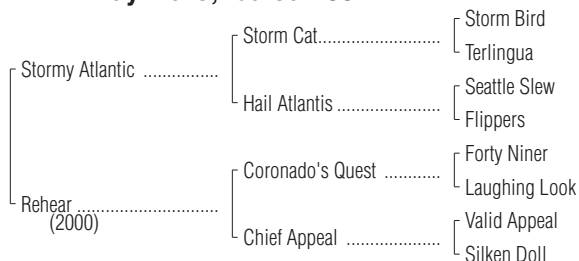 Storm Bird
Storm Cat..........................
Terlingua
Stormy Atlantic ................
Seattle Slew
Hail Atlantis ......................
Flippers
Forty Niner
Coronado's Quest ............
Laughing Look
Rehear ..............................
(2000)
Valid Appeal
Chief Appeal ....................
Silken Doll